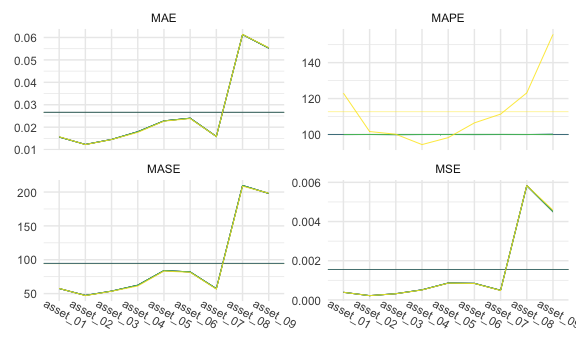 MAE
MAPE
0.06
0.05
0.04
0.03
0.02
0.01
140
120
100
MASE
MSE
200
150
100
50
0.006
0.004
0.002
0.000
asset_01
asset_02
asset_03
asset_04
asset_05
asset_06
asset_07
asset_08
asset_09
asset_01
asset_02
asset_03
asset_04
asset_05
asset_06
asset_07
asset_08
asset_09